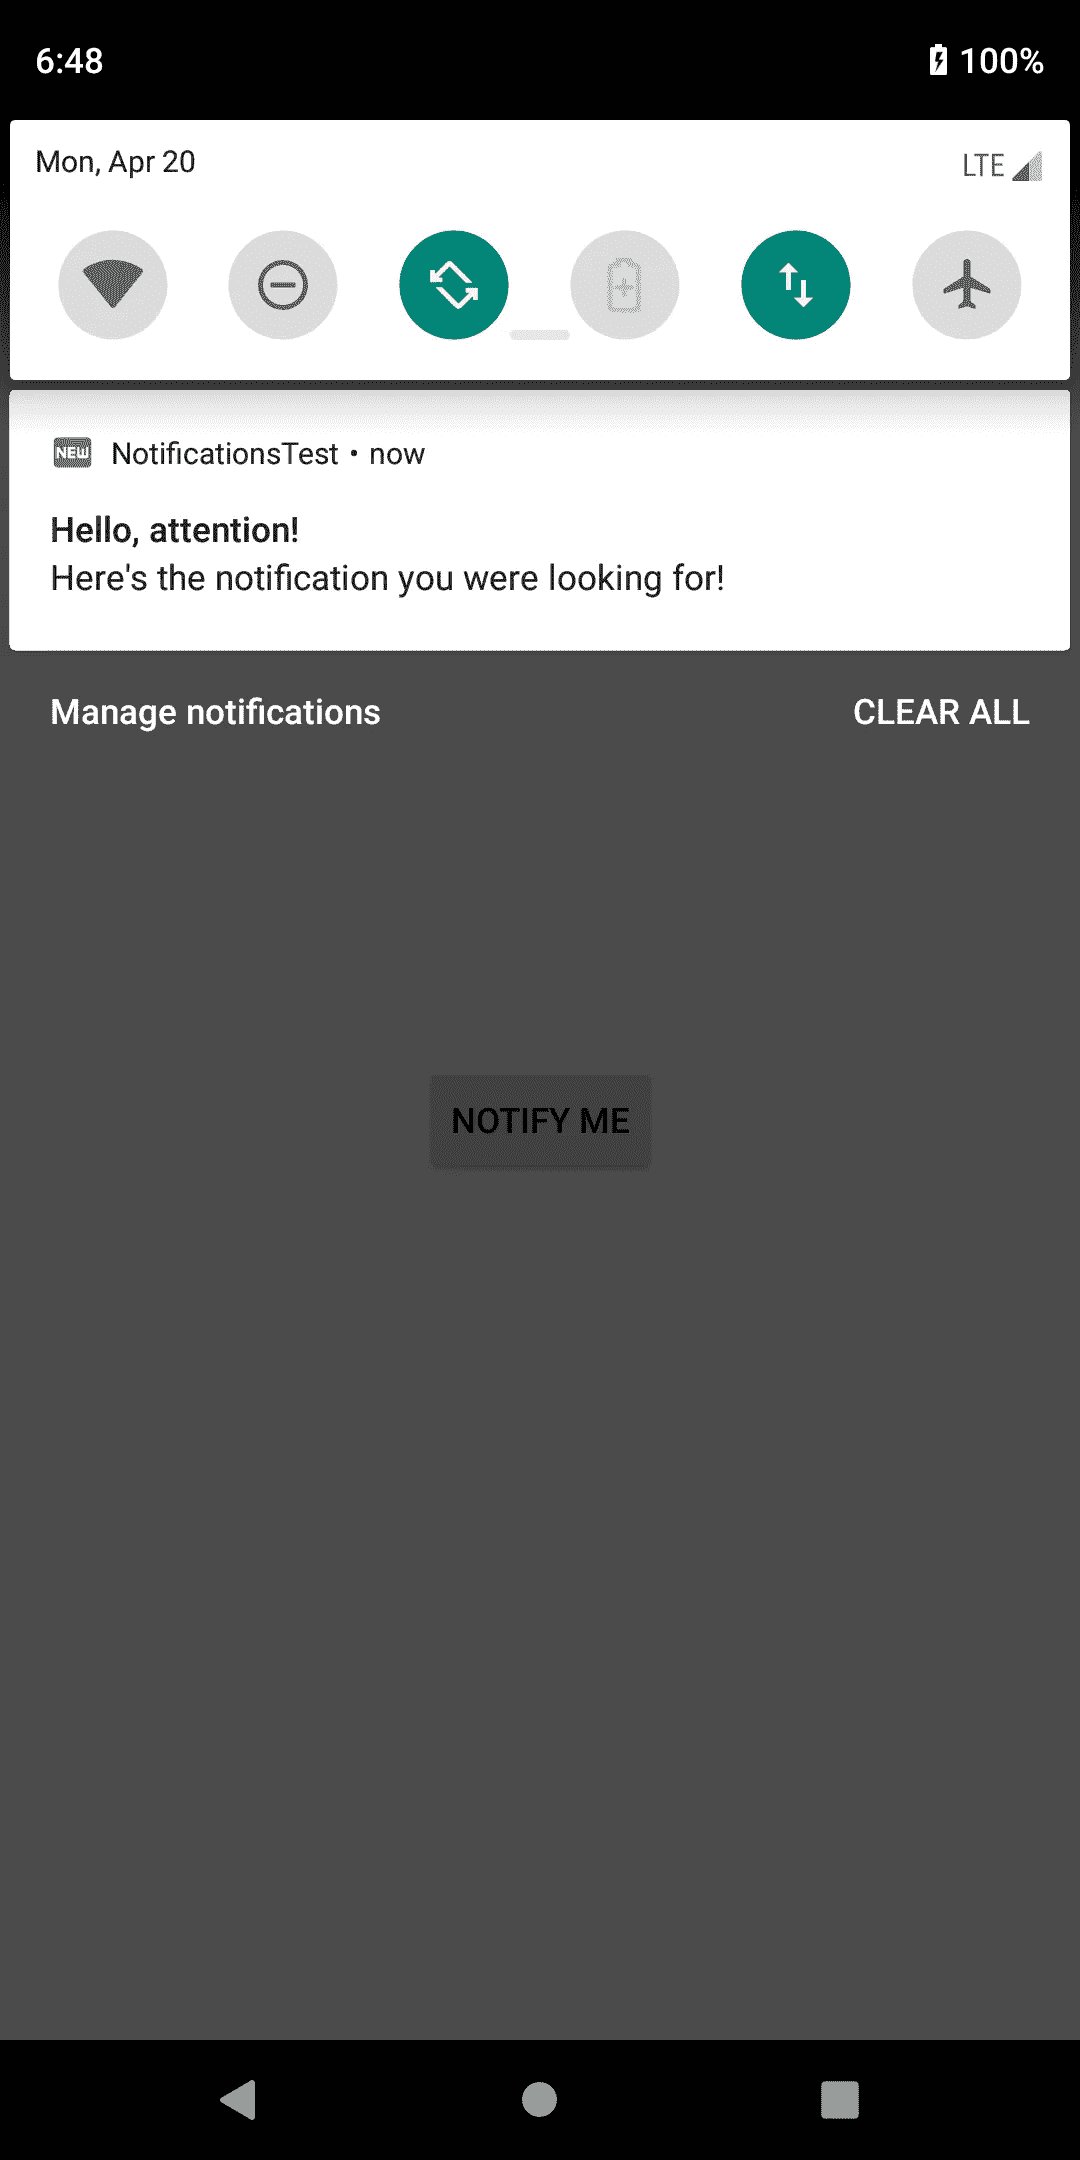 6:48
100%
Mon, Apr 20
LTE
NEW NotificationsTest • now
Hello, attention!
Here's the notification you were looking for!
Manage notifications
CLEAR ALL
NOTIFY ME